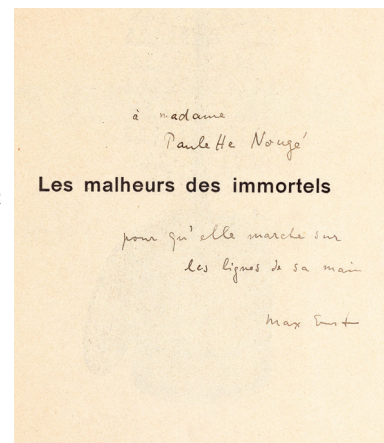 à madame
Paulette Nougé
Les malheurs des immortels
pour qu'elle marche sur
les lignes de sa main
max Ernst